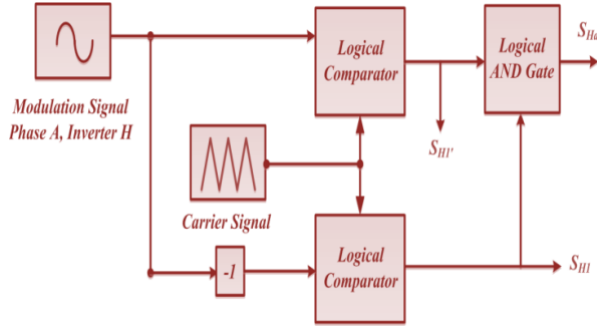 Logical
Comparator
Logical
AND Gate
S_Ha
Modulation Signal
Phase A, Inverter H
S_H1'
Carrier Signal
-1
Logical
Comparator
S_H1